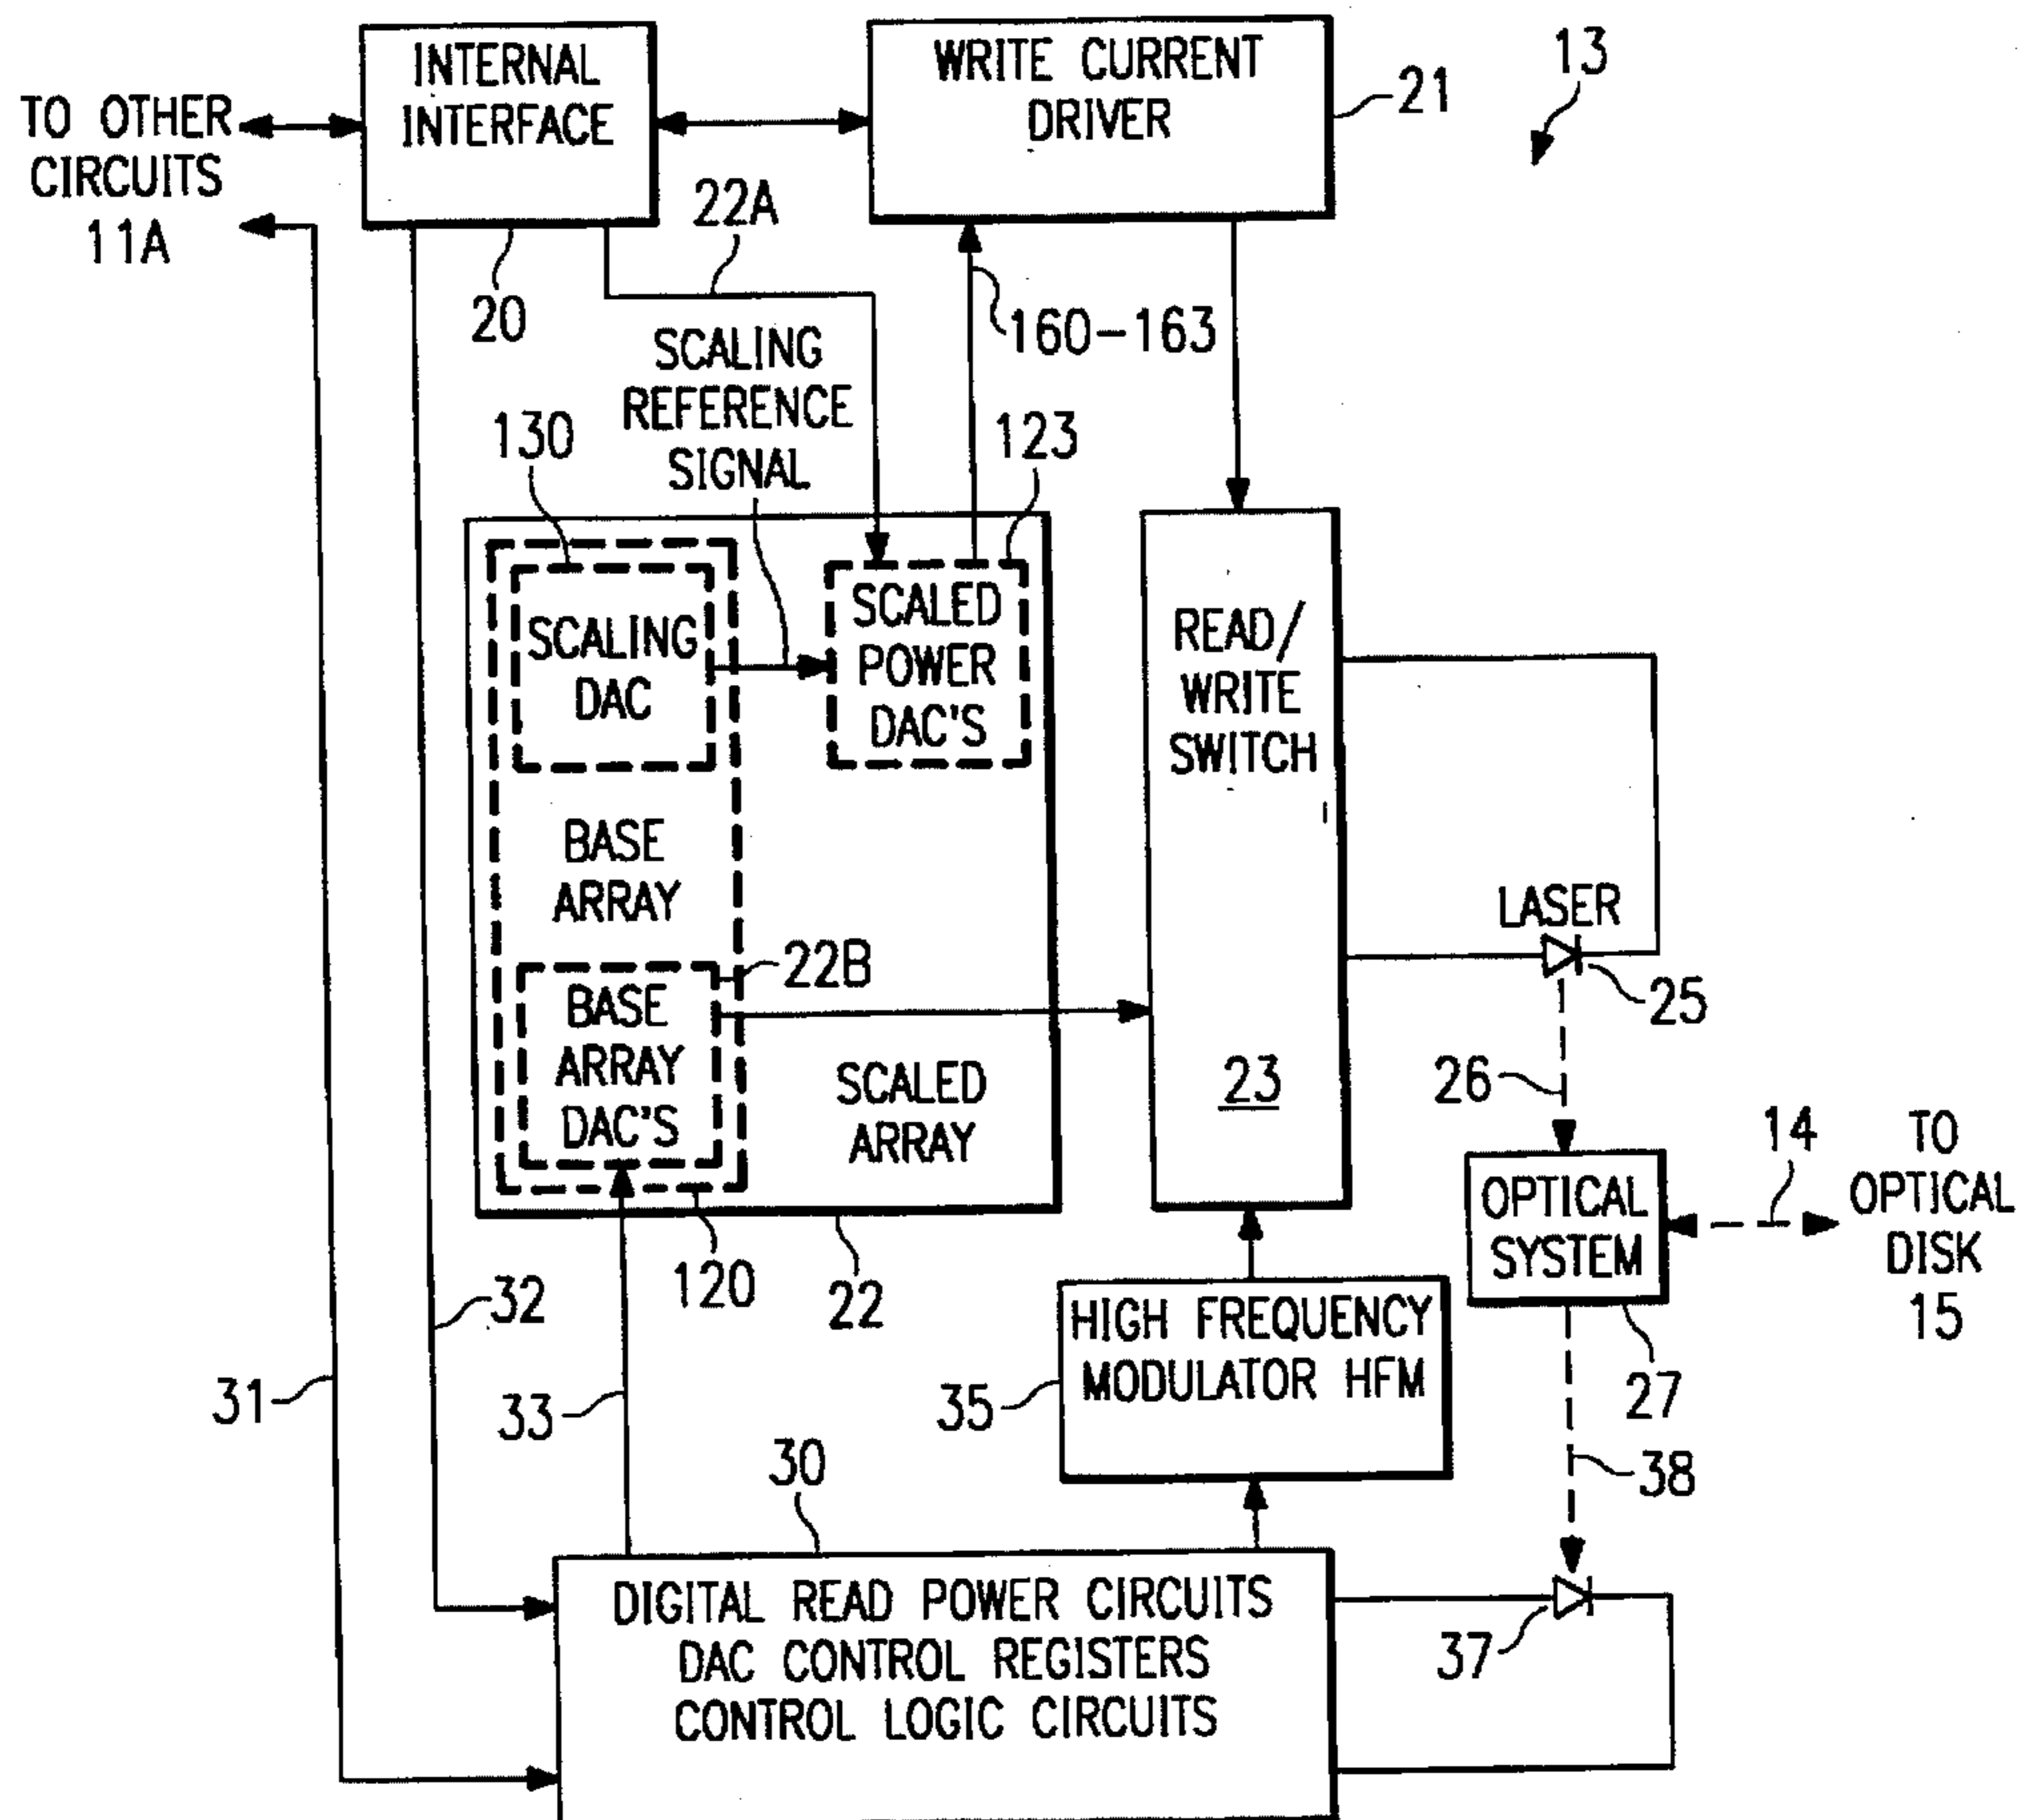 INTERNAL
INTERFACE
WRITE CURRENT
DRIVER
13
21
TO OTHER
CIRCUITS
11A
20
22A
160-163
SCALING
REFERENCE
SIGNAL
130
123
SCALING
DAC
SCALED
POWER
DAC'S
READ/
WRITE
SWITCH
23
BASE
ARRAY
22B
BASE
ARRAY
DAC'S
SCALED
ARRAY
LASER
25
26
14
TO
OPTICAL
DISK
15
OPTICAL
SYSTEM
27
120
22
32
31
33
HIGH FREQUENCY
MODULATOR HFM
35
38
30
DIGITAL READ POWER CIRCUITS
DAC CONTROL REGISTERS
CONTROL LOGIC CIRCUITS
37